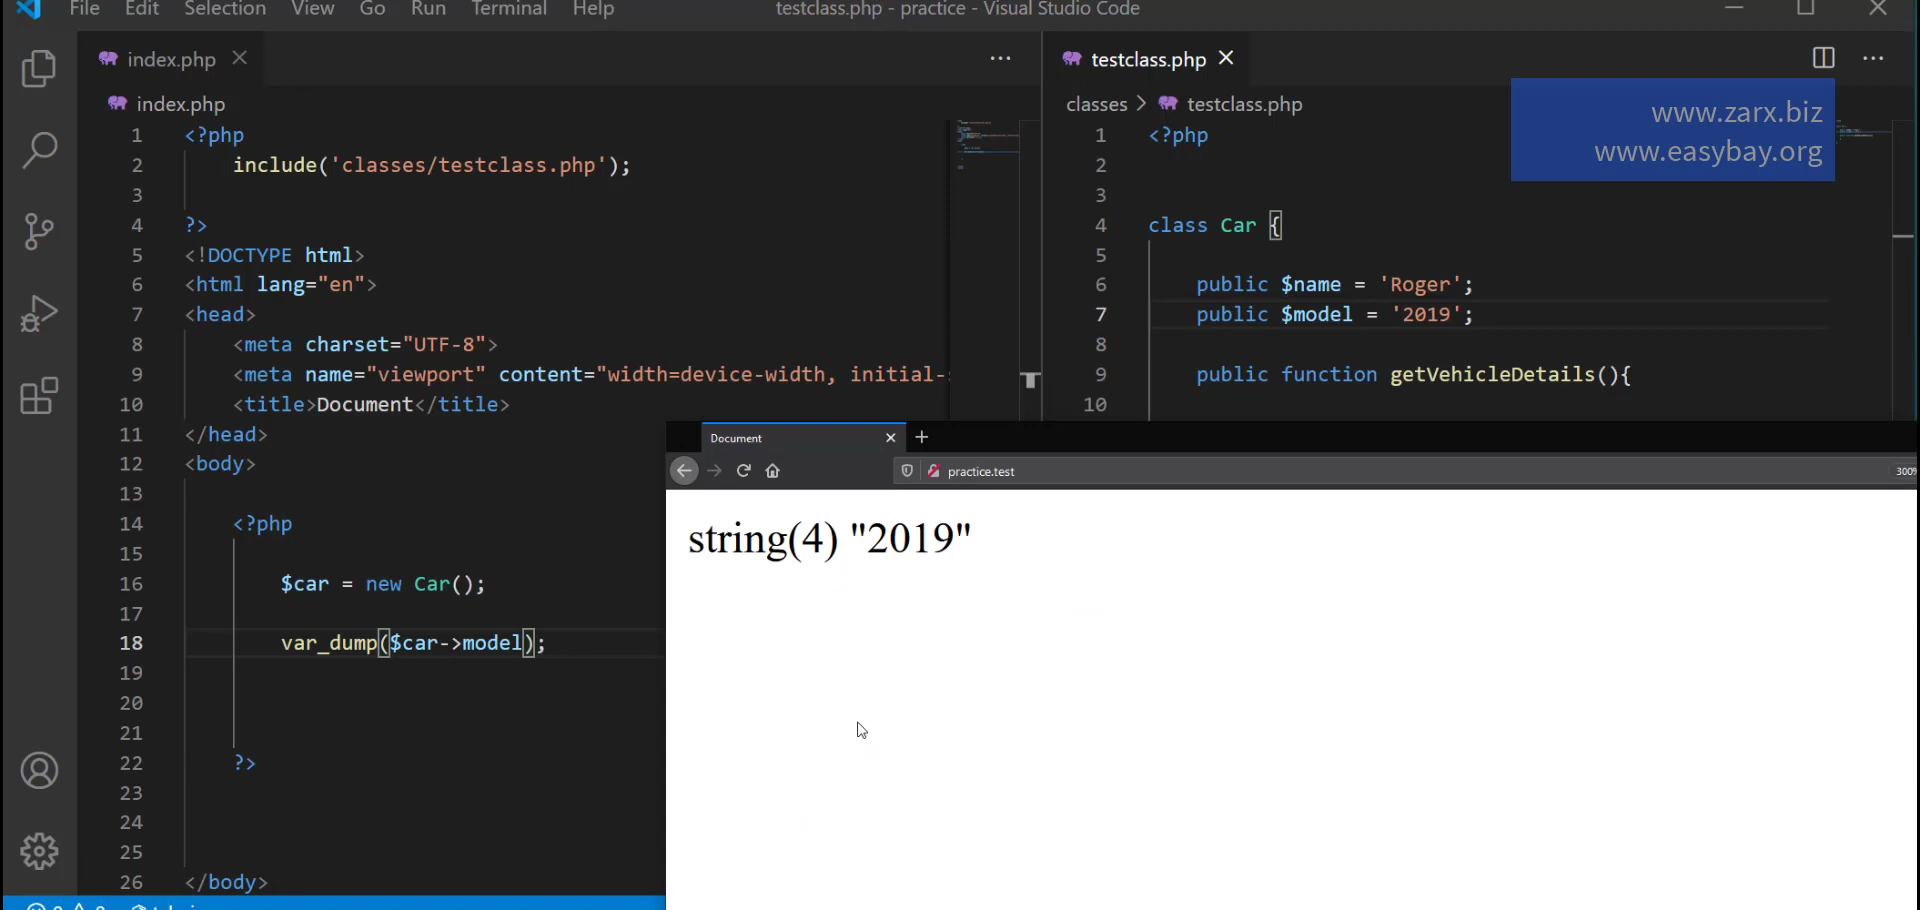 File Edit Selection View Go Run Terminal Help
testclass.php - practice - Visual Studio Code
index.php
index.php
1 <?php
2 include('classes/testclass.php');
3
4 ?>
5 <!DOCTYPE html>
6 <html lang="en">
7 <head>
8 <meta charset="UTF-8">
9 <meta name="viewport" content="width=device-width, initial-
10 <title>Document</title>
11 </head>
12 <body>
13
14 <?php
15
16 $car = new Car();
17
18 var_dump($car->model);
19
20
21
22 ?>
23
24
25
26 </body>
testclass.php
classes > testclass.php
www.zarx.biz
www.easybay.org
1 <?php
2
3
4 class Car {
5
6 public $name = 'Roger';
7 public $model = '2019';
8
9 public function getVehicleDetails(){
10
Document
practice.test
300%
string(4) "2019"